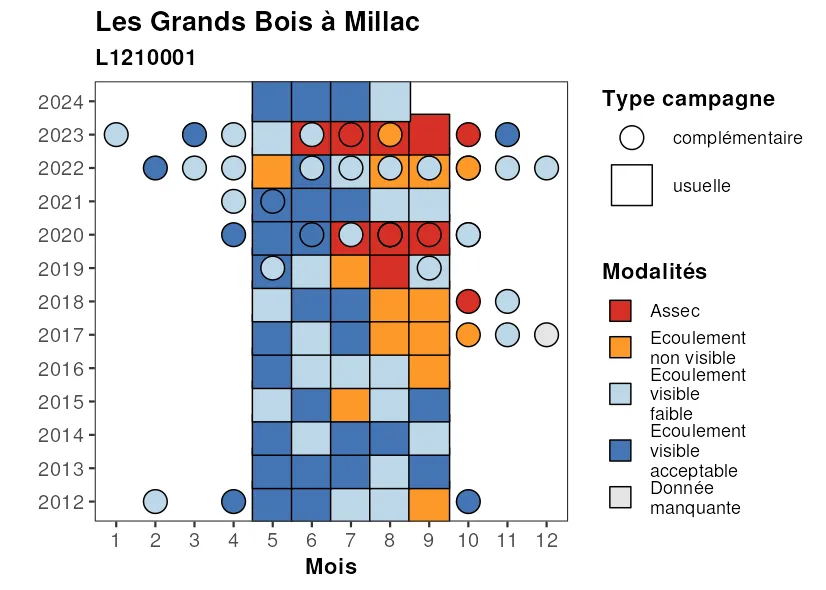 Les Grands Bois à Millac
L1210001
2024
2023
2022
2021
2020
2019
2018
2017
2016
2015
2014
2013
2012
1 2 3 4 5 6 7 8 9 10 11 12
Mois
Type campagne
complémentaire
usuelle
Modalités
Assec
Ecoulement
non visible
Ecoulement
visible
faible
Ecoulement
visible
acceptable
Donnée
manquante